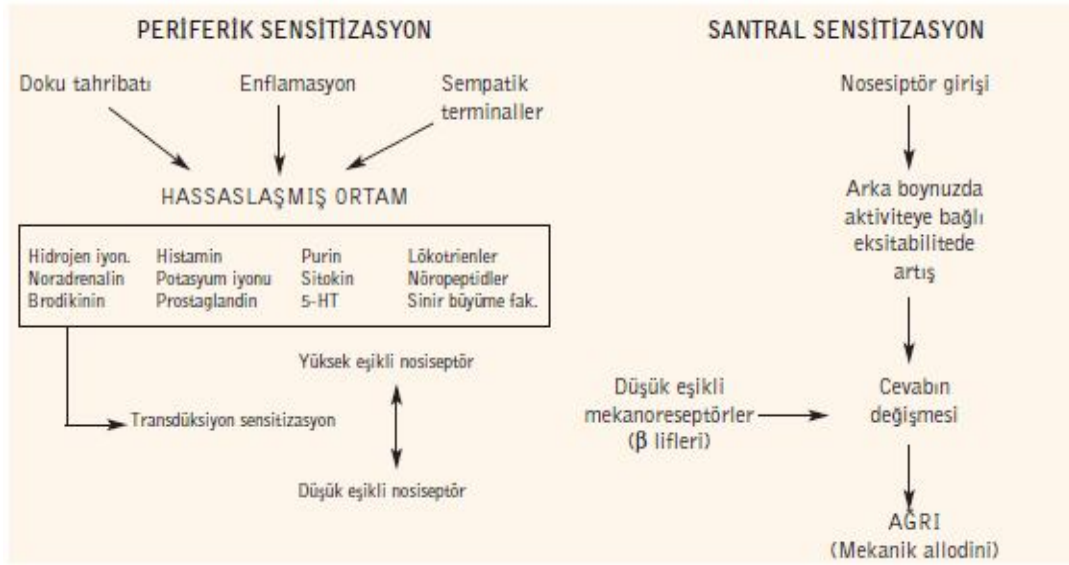 PERİFERİK SENSİTİZASYON
Doku tahribatı
Enflamasyon
Sempatik
terminaller
HASSASLAŞMIŞ ORTAM
Hidrojen iyon. Histamin Purin Lökotrienler
Noradrenalin Potasyum iyonu Sitokin Nöropeptidler
Brodikinin Prostaglandin 5-HT Sinir büyüme fak.
Yüksek eşikli nosiseptör
Transdüksiyon sensitizasyon
Düşük eşikli nosiseptör
SANTRAL SENSİTİZASYON
Nosesiptör girişi
Arka boynuzda
aktiviteye bağlı
eksitabilitede
artış
Düşük eşikli
mekanoreseptörler
(β lifleri)
Cevabın
değişmesi
AĞRI
(Mekanik allodini)